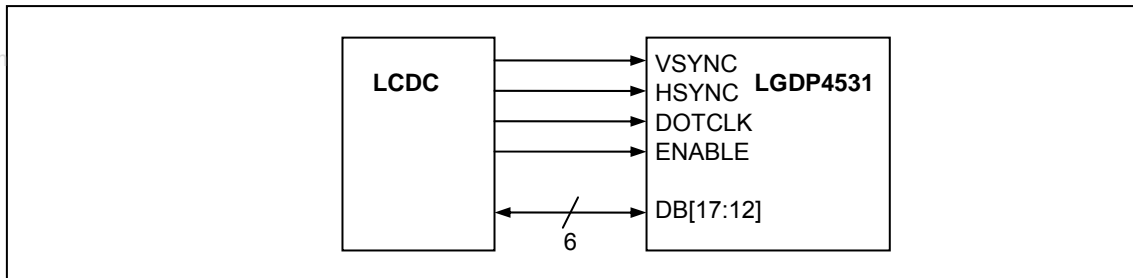 LCDC
LGDP4531
VSYNC
HSYNC
DOTCLK
ENABLE
DB[17:12]
6